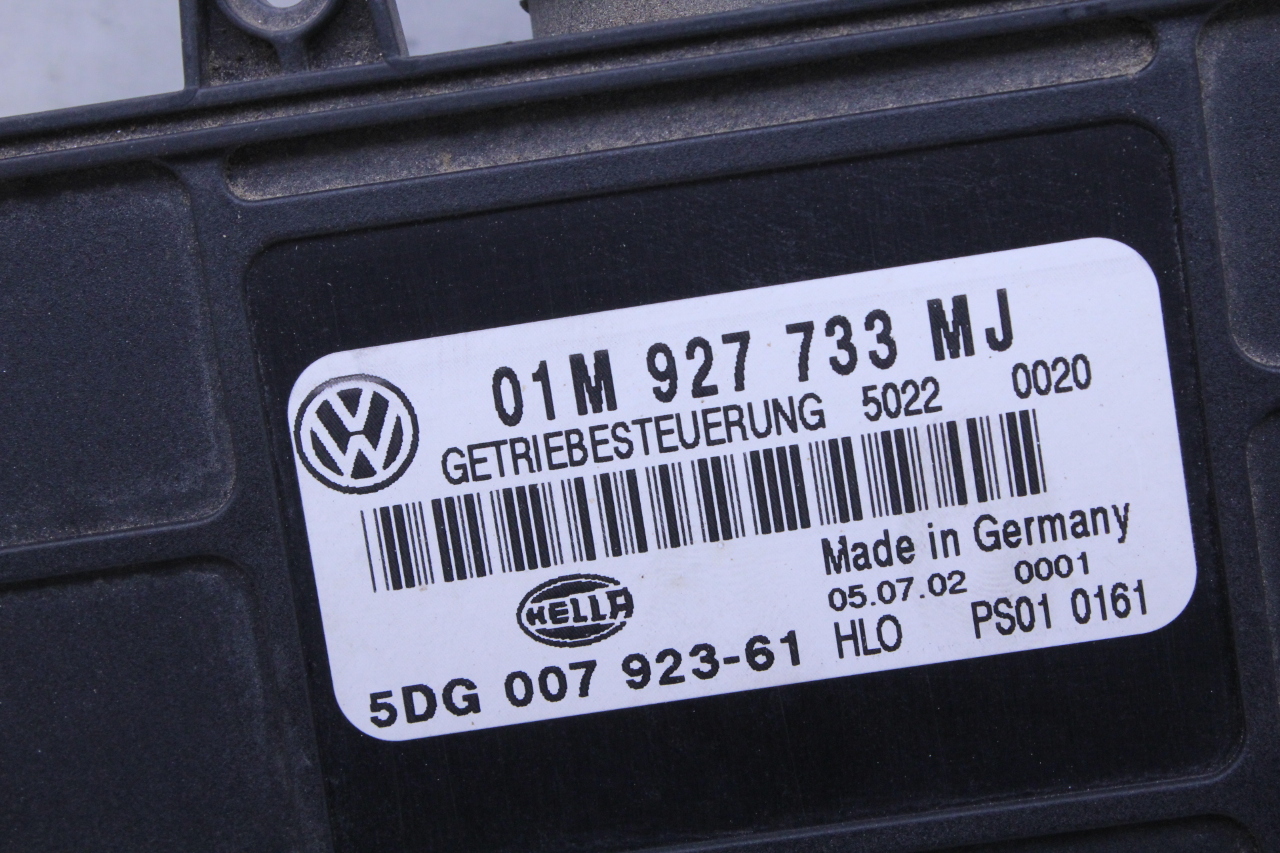 01M 927 733 MJ
GETRIEBESTEUERUNG 5022 0020
Made in Germany
05.07.02 0001
HELLA
HLO PS01 0161
5DG 007 923-61